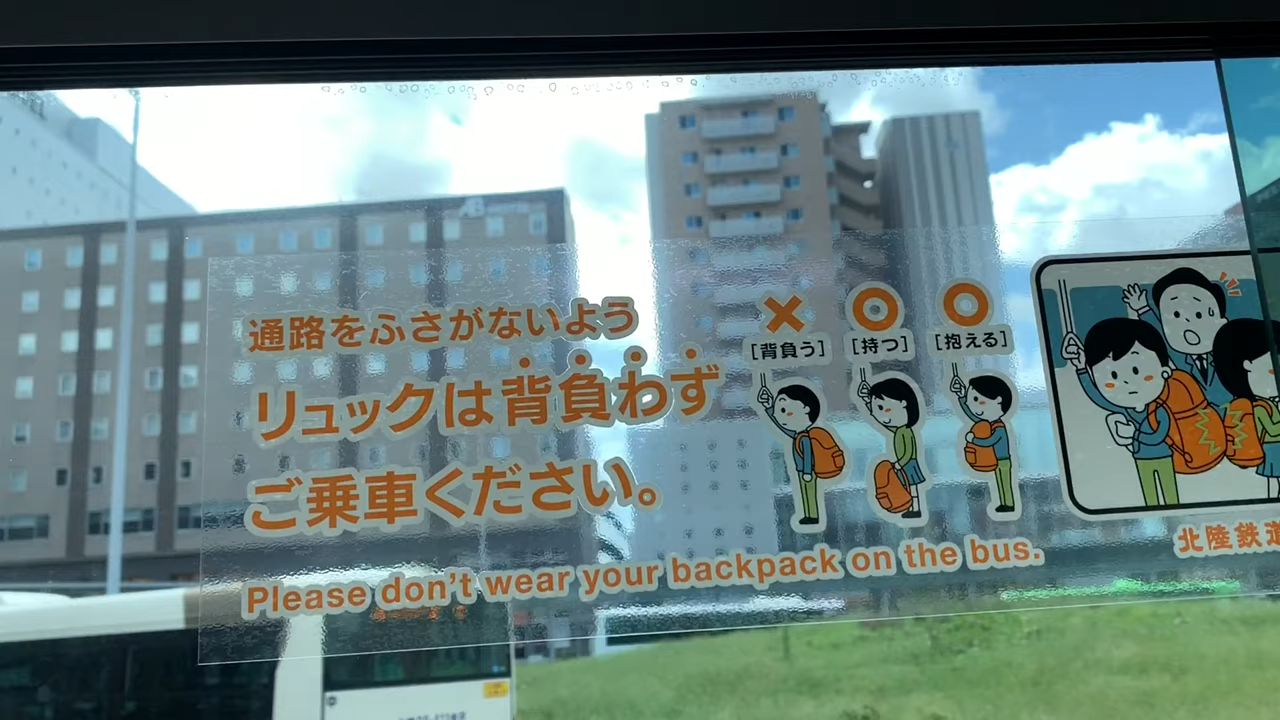 通路をふさがないよう
リュックは背負わず
ご乗車ください。
Please don't wear your backpack on the bus.
[背負う] [持つ] [抱える]
北陸鉄道